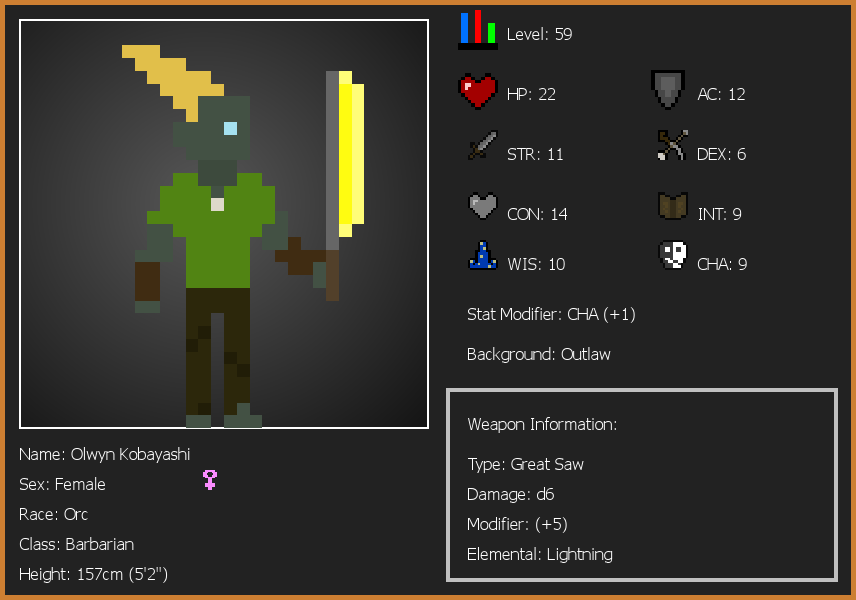 Level: 59
HP: 22
AC: 12
STR: 11
DEX: 6
CON: 14
INT: 9
WIS: 10
CHA: 9
Stat Modifier: CHA (+1)
Background: Outlaw
Weapon Information:
Type: Great Saw
Damage: d6
Modifier: (+5)
Elemental: Lightning
Name: Olwyn Kobayashi
Sex: Female
Race: Orc
Class: Barbarian
Height: 157cm (5'2")